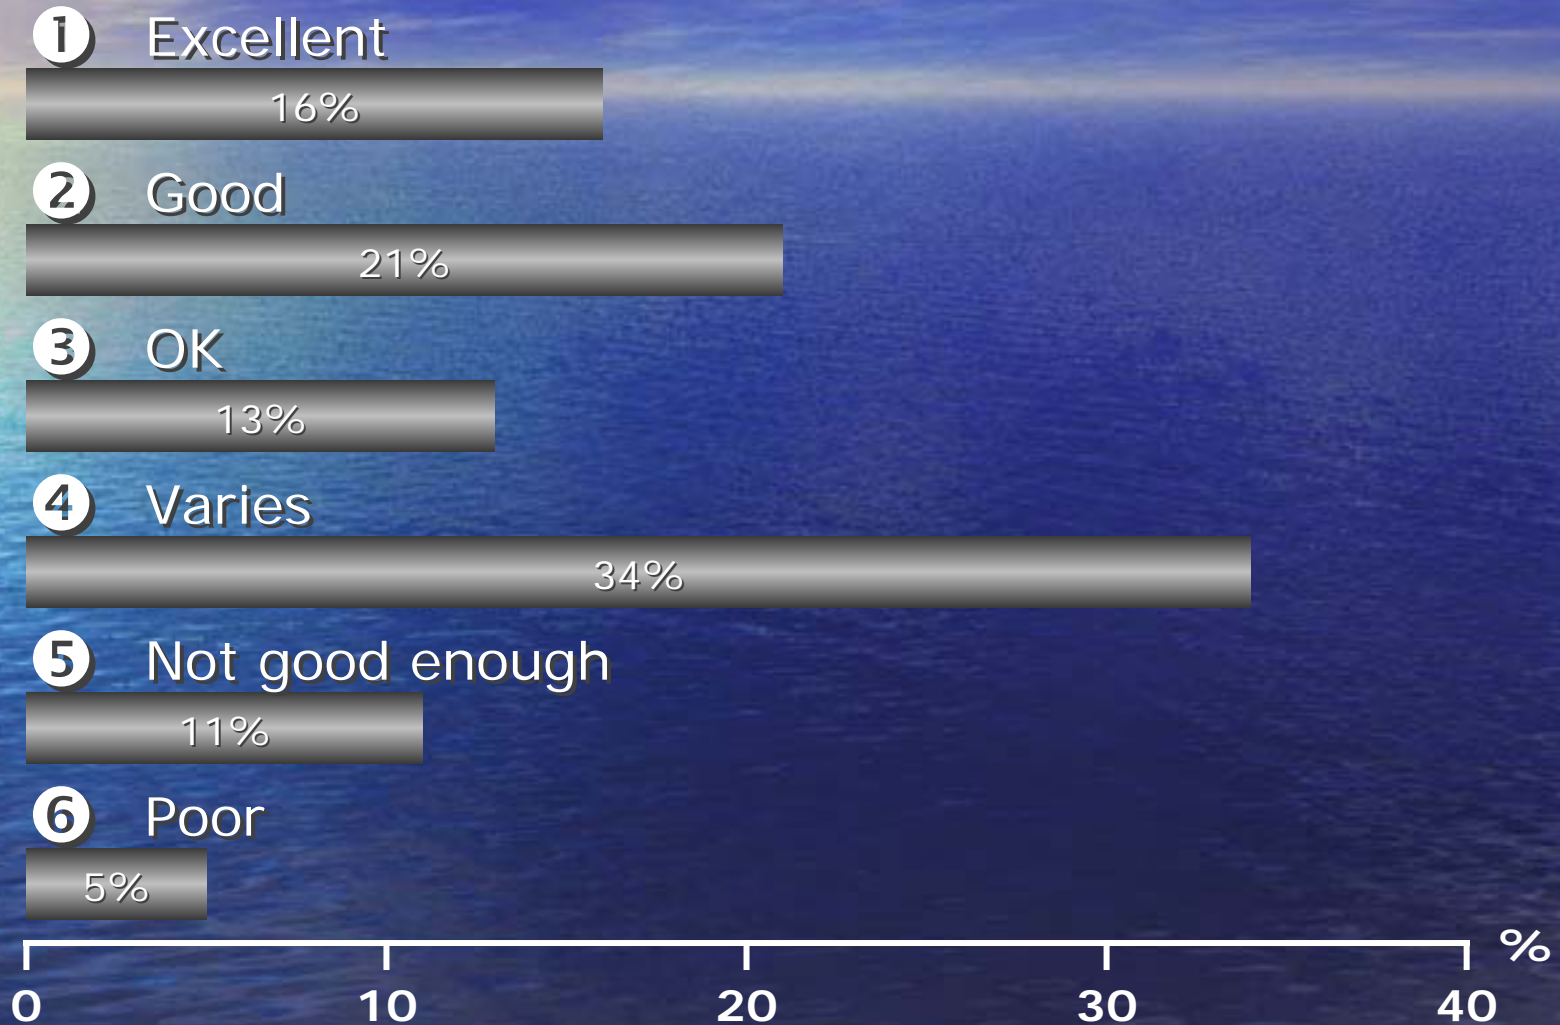 1 Excellent
16%
2 Good
21%
3 OK
13%
4 Varies
34%
5 Not good enough
11%
6 Poor
5%
%
0 10 20 30 40